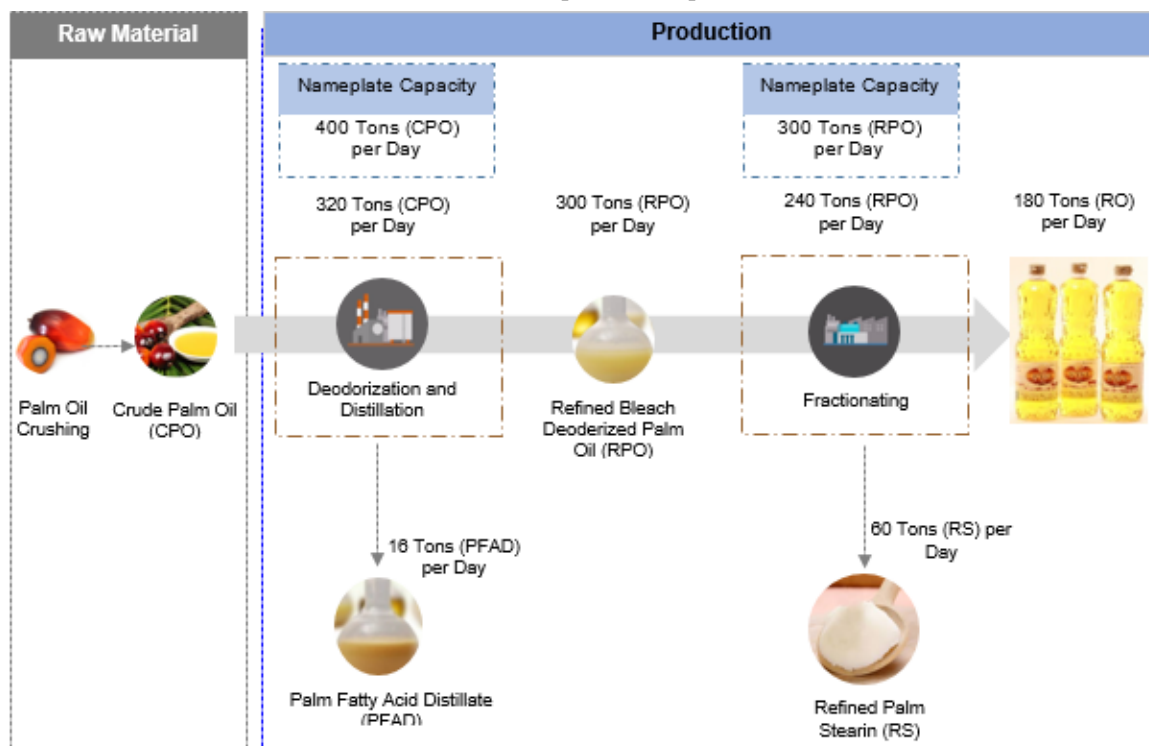 Raw Material
Production
Nameplate Capacity
400 Tons (CPO)
per Day
Nameplate Capacity
300 Tons (RPO)
per Day
320 Tons (CPO)
per Day
300 Tons (RPO)
per Day
240 Tons (RPO)
per Day
180 Tons (RO)
per Day
Palm Oil
Crushing
Crude Palm Oil
(CPO)
Deodorization and
Distillation
Refined Bleach
Deoderized Palm
Oil (RPO)
Fractionating
16 Tons (PFAD)
per Day
60 Tons (RS) per
Day
Palm Fatty Acid Distillate
(PFAD)
Refined Palm
Stearin (RS)